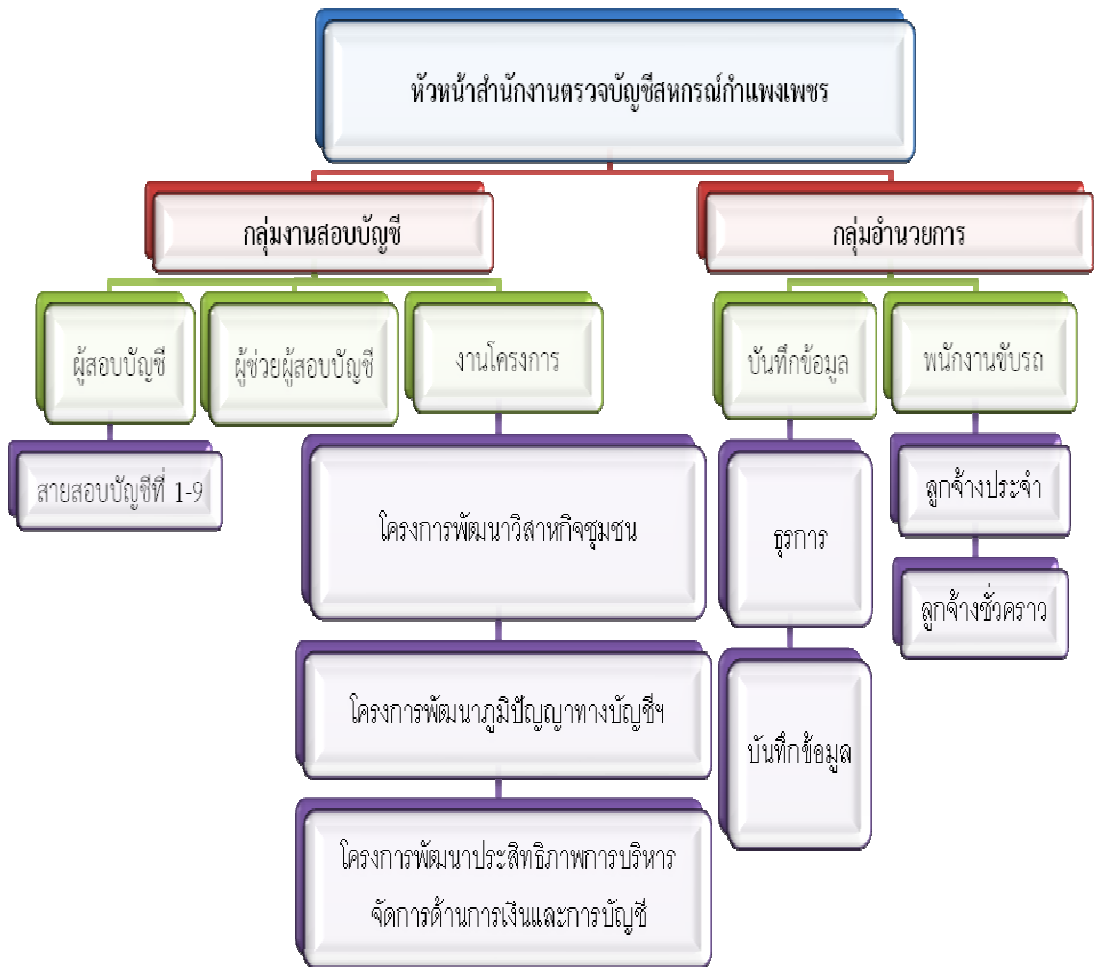 หัวหน้าสำนักงานตรวจบัญชีสหกรณ์กำแพงเพชร
กลุ่มงานสอบบัญชี
กลุ่มอำนวยการ
ผู้สอบบัญชี
ผู้ช่วยผู้สอบบัญชี
งานโครงการ
บันทึกข้อมูล
พนักงานขับรถ
สายสอบบัญชีที่ 1-9
โครงการพัฒนาวิสาหกิจชุมชน
ธุรการ
ลูกจ้างประจำ
ลูกจ้างชั่วคราว
โครงการพัฒนาภูมิปัญญาทางบัญชีฯ
บันทึกข้อมูล
โครงการพัฒนาประสิทธิภาพการบริหาร
จัดการด้านการเงินและการบัญชี